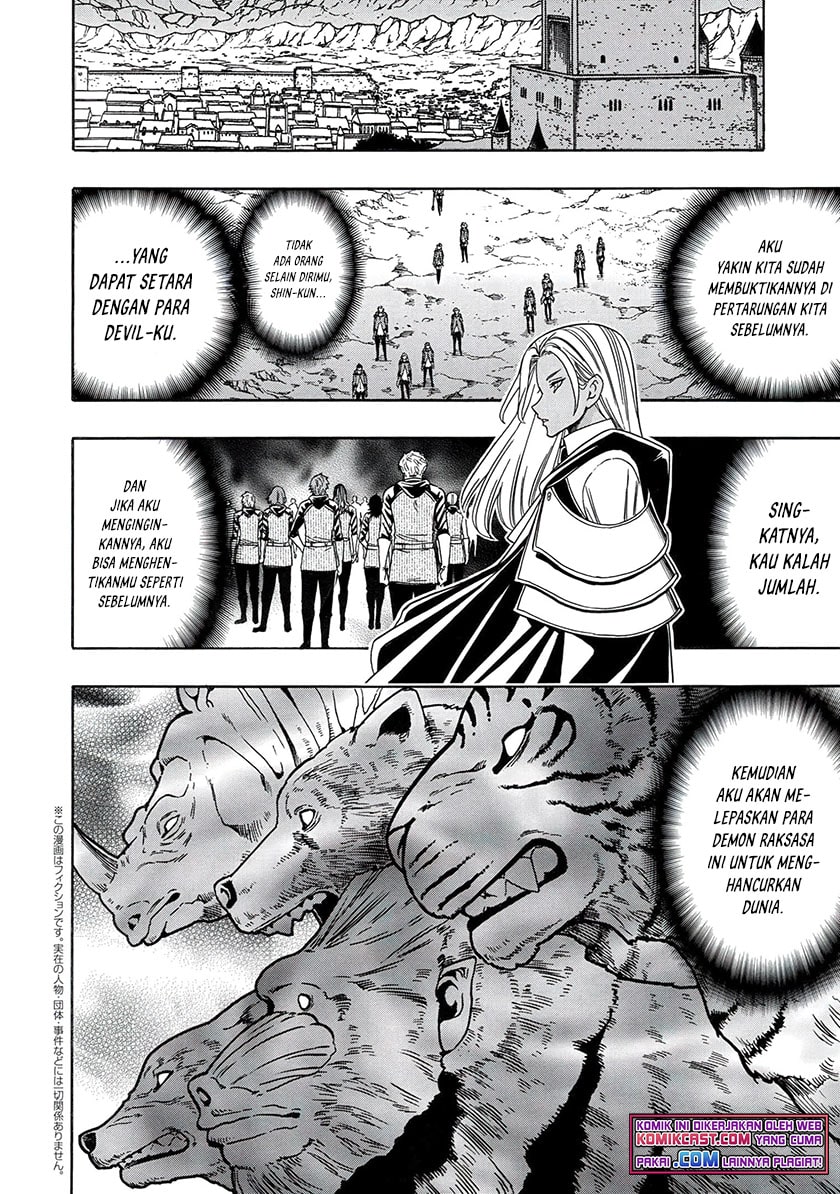 AKU
YAKIN KITA SUDAH
MEMBUKTIKANNYA DI
PERTARUNGAN KITA
SEBELUMNYA.
TIDAK
ADA ORANG
SELAIN DIRIMU,
SHIN-KUN...
...YANG
DAPAT SETARA
DENGAN PARA
DEVIL-KU.
SING-
KATNYA,
KAU KALAH
JUMLAH.
DAN
JIKA AKU
MENGINGIN-
KANNYA, AKU
BISA MENGHEN-
TIKANMU SEPERTI
SEBELUMNYA.
KEMUDIAN
AKU AKAN ME-
LEPASKAN PARA
DEMON RAKSASA
INI UNTUK MENG-
HANCURKAN
DUNIA.
※この漫画はフィクションです。実在の人物・団体・事件などには一切関係ありません。
KOMIK INI DIKERJAKAN OLEH WEB
KOMIKCAST.COM YANG CUMA
PAKAI .COM LAINNYA PLAGIAT!